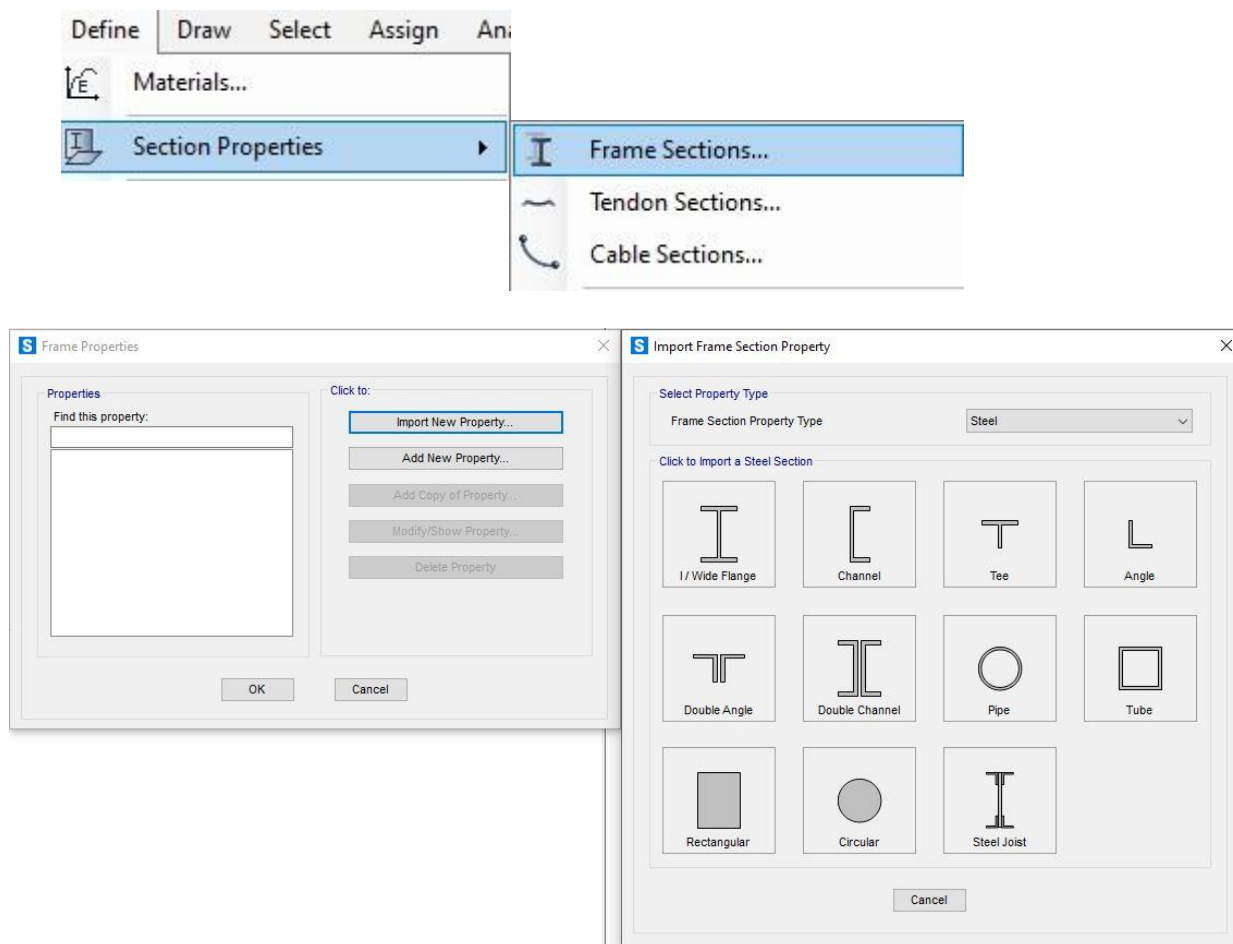 Define Draw Select Assign
Materials...
Section Properties
Frame Sections...
Tendon Sections...
Cable Sections...
S Frame Properties
Properties
Find this property:
Click to:
Import New Property...
Add New Property...
Add Copy of Property...
Modify/Show Property...
Delete Property
OK Cancel
S Import Frame Section Property
Select Property Type
Frame Section Property Type Steel
Click to Import a Steel Section
I / Wide Flange Channel Tee Angle
Double Angle Double Channel Pipe Tube
Rectangular Circular Steel Joist
Cancel